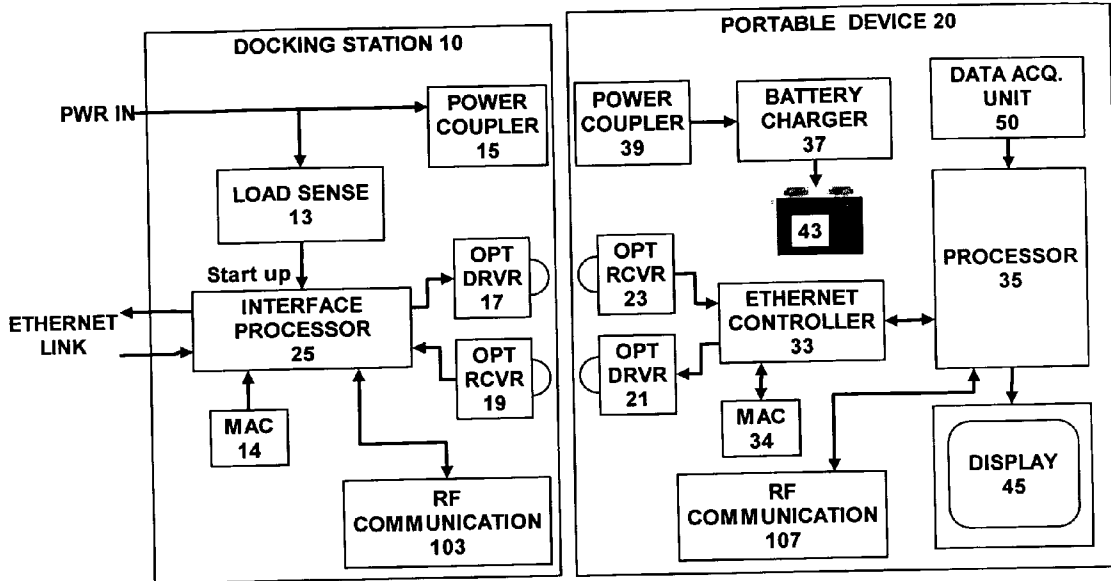 DOCKING STATION 10
PWR IN
POWER
COUPLER
15
LOAD SENSE
13
Start up
OPT
DRVR
17
INTERFACE
PROCESSOR
25
ETHERNET
LINK
OPT
RCVR
19
MAC
14
RF
COMMUNICATION
103
PORTABLE DEVICE 20
POWER
COUPLER
39
BATTERY
CHARGER
37
DATA ACQ.
UNIT
50
43
OPT
RCVR
23
ETHERNET
CONTROLLER
33
PROCESSOR
35
OPT
DRVR
21
MAC
34
RF
COMMUNICATION
107
DISPLAY
45